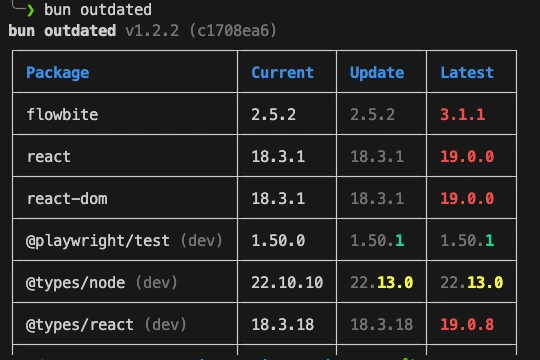 ❯ bun outdated
bun outdated v1.2.2 (c1708ea6)
Package Current Update Latest
flowbite 2.5.2 2.5.2 3.1.1
react 18.3.1 18.3.1 19.0.0
react-dom 18.3.1 18.3.1 19.0.0
@playwright/test (dev) 1.50.0 1.50.1 1.50.1
@types/node (dev) 22.10.10 22.13.0 22.13.0
@types/react (dev) 18.3.18 18.3.18 19.0.8